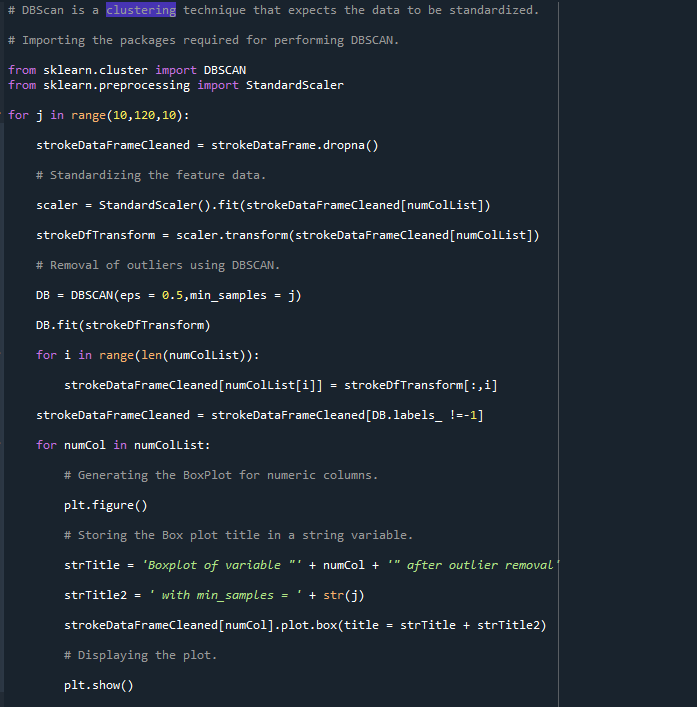 # DBScan is a clustering technique that expects the data to be standardized.
# Importing the packages required for performing DBSCAN.
from sklearn.cluster import DBSCAN
from sklearn.preprocessing import StandardScaler
for j in range(10,120,10):
    strokeDataFrameCleaned = strokeDataFrame.dropna()
    # Standardizing the feature data.
    scaler = StandardScaler().fit(strokeDataFrameCleaned[numColList])
    strokeDfTransform = scaler.transform(strokeDataFrameCleaned[numColList])
    # Removal of outliers using DBSCAN.
    DB = DBSCAN(eps = 0.5,min_samples = j)
    DB.fit(strokeDfTransform)
    for i in range(len(numColList)):
        strokeDataFrameCleaned[numColList[i]] = strokeDfTransform[:,i]
    strokeDataFrameCleaned = strokeDataFrameCleaned[DB.labels_ !=-1]
    for numCol in numColList:
        # Generating the BoxPlot for numeric columns.
        plt.figure()
        # Storing the Box plot title in a string variable.
        strTitle = 'Boxplot of variable "' + numCol + '" after outlier removal'
        strTitle2 = ' with min_samples = ' + str(j)
        strokeDataFrameCleaned[numCol].plot.box(title = strTitle + strTitle2)
        # Displaying the plot.
        plt.show()